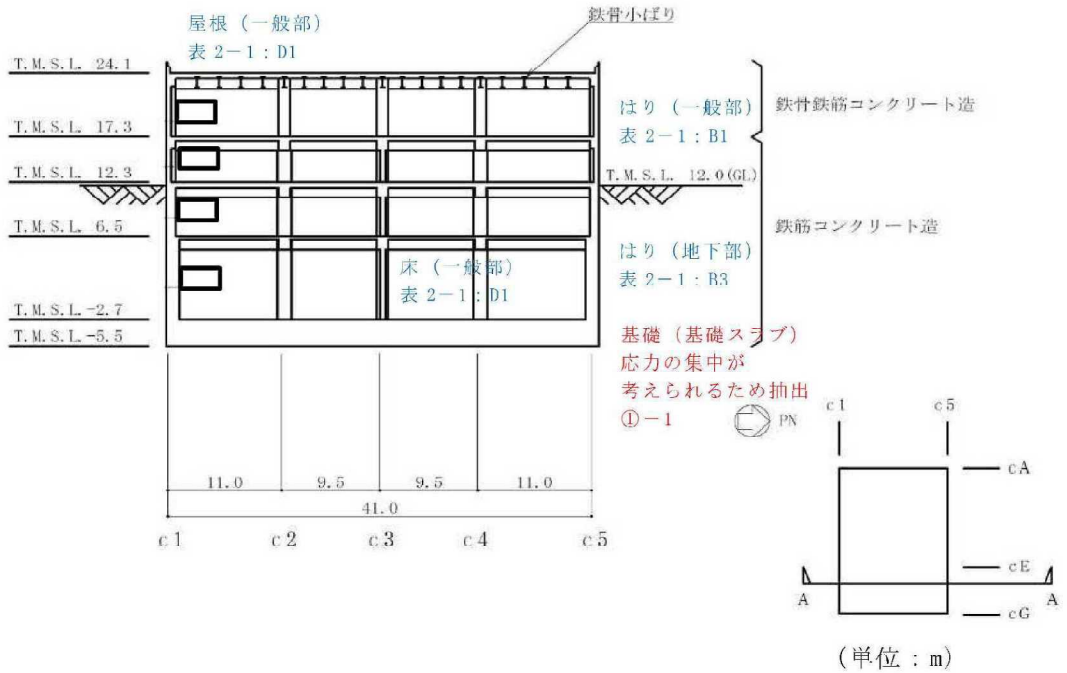 屋根（一般部）
表 2－1：D1
鉄骨小ばり
T.M.S.L. 24.1
T.M.S.L. 17.3
T.M.S.L. 12.3
T.M.S.L. 6.5
T.M.S.L.-2.7
T.M.S.L.-5.5
はり（一般部）
表 2－1：B1
鉄骨鉄筋コンクリート造
T.M.S.L. 12.0(GL)
鉄筋コンクリート造
はり（地下部）
表 2－1：B3
床（一般部）
表 2－1：D1
基礎（基礎スラブ）
応力の集中が
考えられるため抽出
①－1
PN
11.0 9.5 9.5 11.0
41.0
c1 c2 c3 c4 c5
c1 c5
cA
cE
A A
cG
(単位：m)